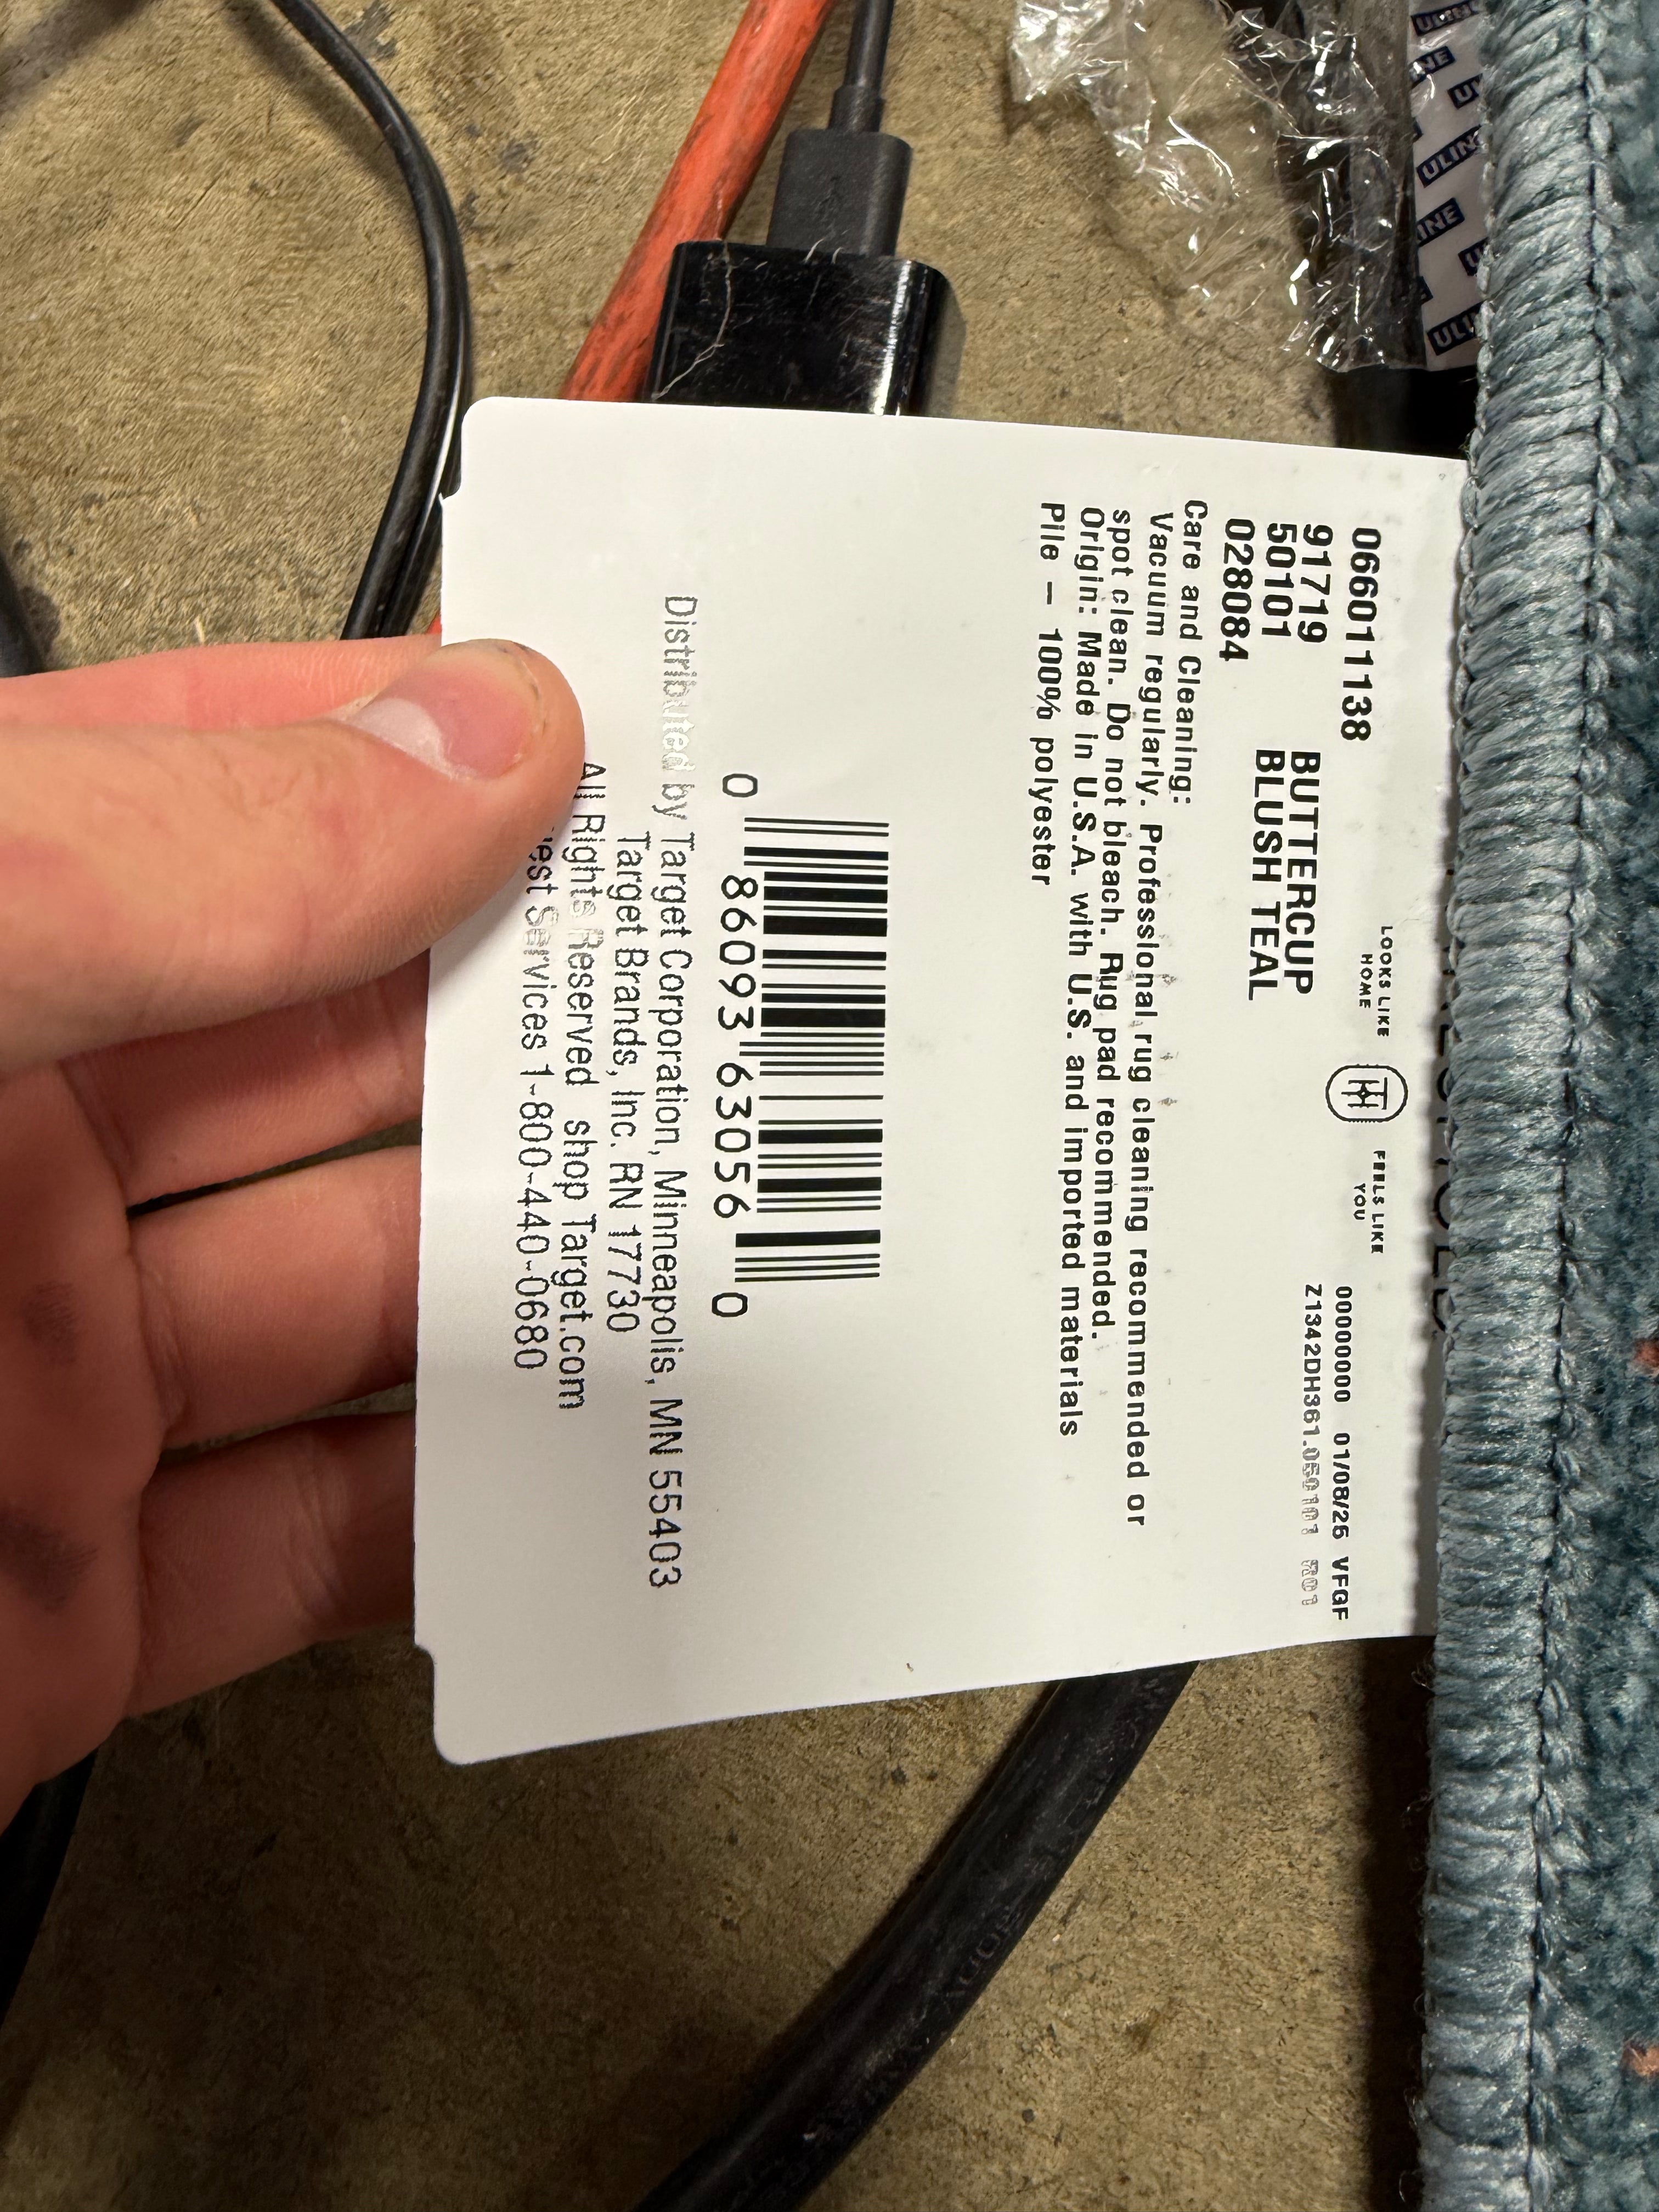 0660111138
91719 BUTTERCUP
50101 BLUSH TEAL
028084
LOOKS LIKE
HOME
FEELS LIKE
YOU
00000000 01/08/25 VFGF
Z1342DH361.050101 R01
Care and Cleaning:
Vacuum regularly. Professional rug cleaning recommended or
spot clean. Do not bleach. Rug pad recommended.
Origin: Made in U.S.A. with U.S. and imported materials
Pile – 100% polyester
0 86093 63056 0
Distributed by Target Corporation, Minneapolis, MN 55403
Target Brands, Inc. RN 17730
All Rights Reserved shop Target.com
Services 1-800-440-0680
ULINE
ULINE